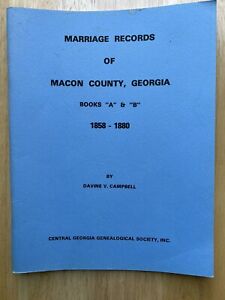 MARRIAGE RECORDS
OF
MACON COUNTY, GEORGIA
BOOKS "A" & "B"
1858 - 1880
BY
DAVINE V. CAMPBELL
CENTRAL GEORGIA GENEALOGICAL SOCIETY, INC.